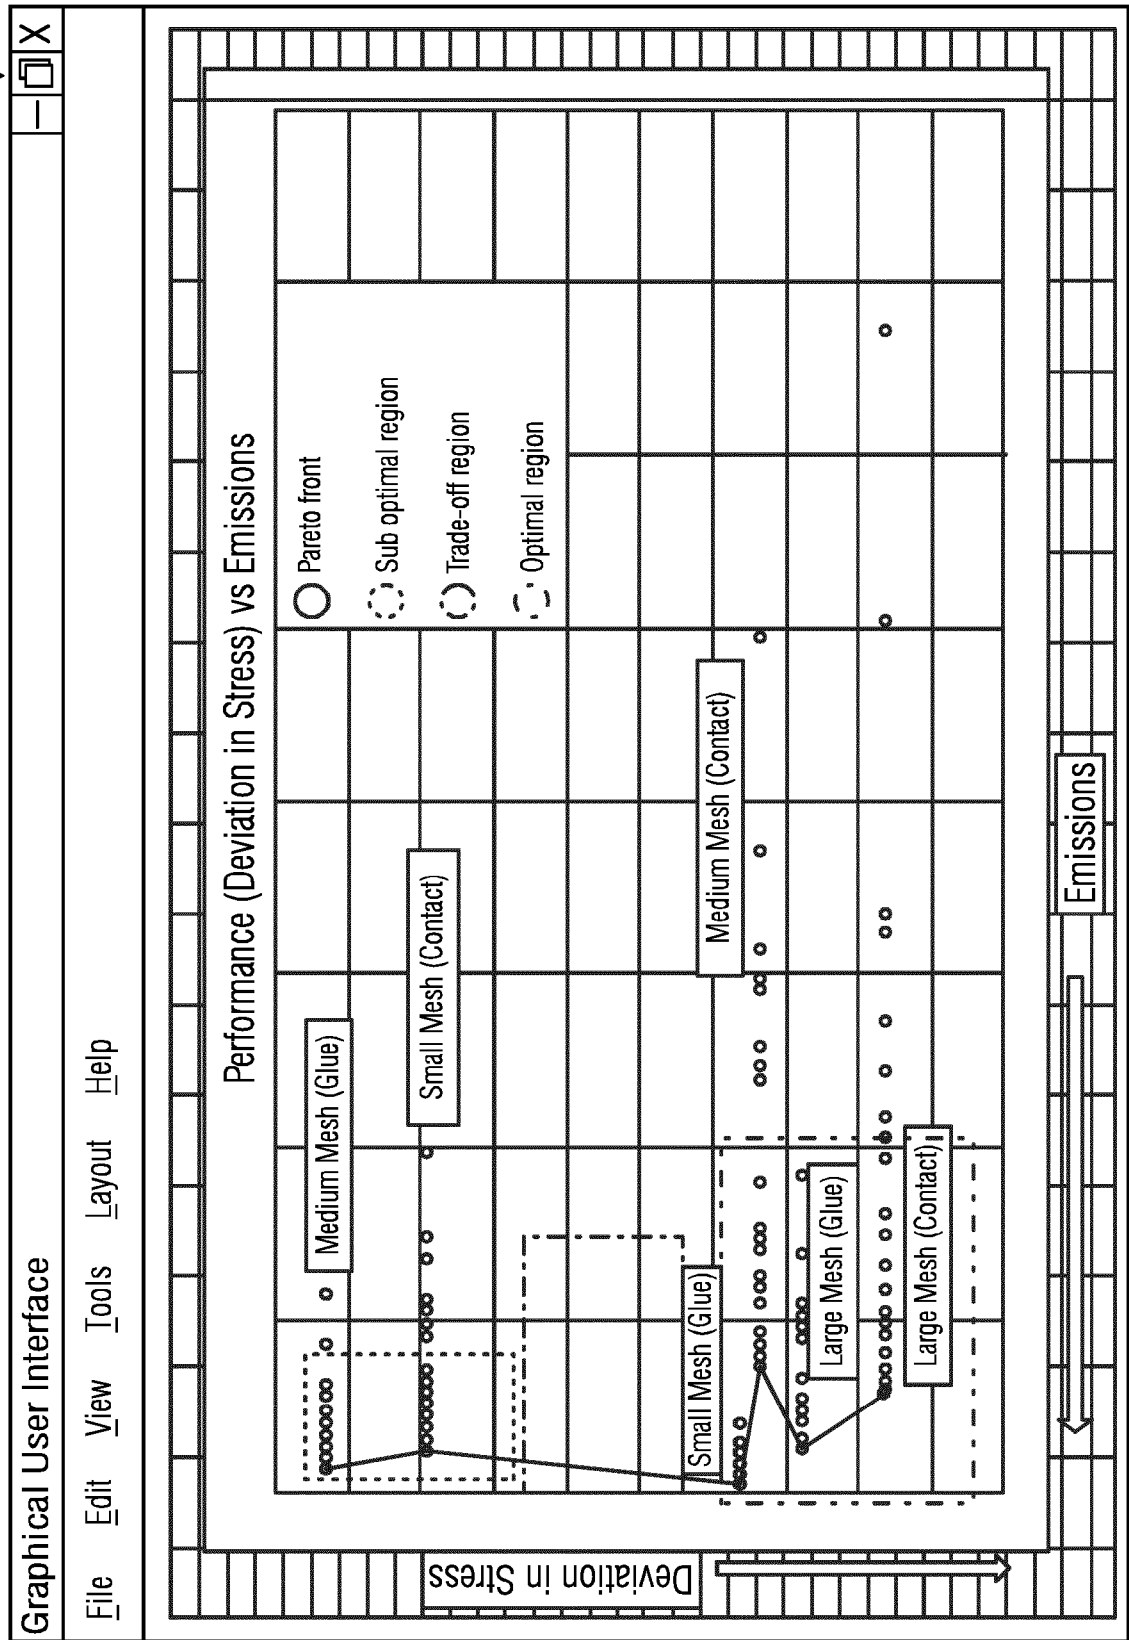 Graphical User Interface
— X
File Edit View Tools Layout Help
Performance (Deviation in Stress) vs Emissions
Pareto front
Sub optimal region
Trade-off region
Optimal region
Medium Mesh (Glue)
Small Mesh (Contact)
Medium Mesh (Contact)
Small Mesh (Glue)
Large Mesh (Glue)
Large Mesh (Contact)
Deviation in Stress
Emissions